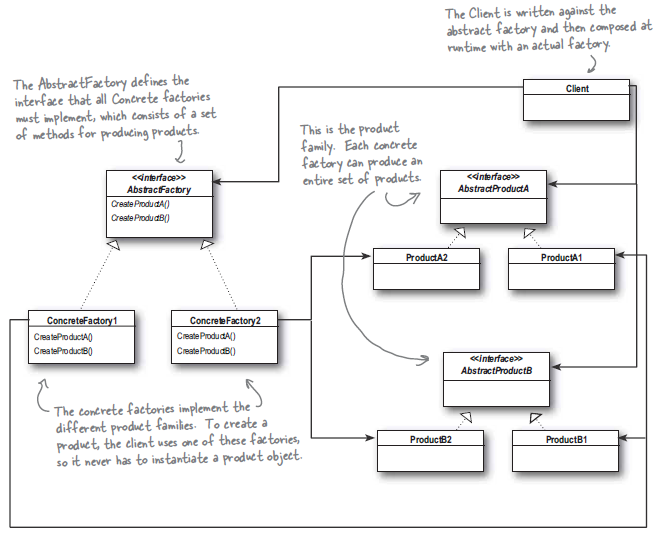 The Client is written against the
abstract factory and then composed at
runtime with an actual factory.
The AbstractFactory defines the
interface that all Concrete factories
must implement, which consists of a set
of methods for producing products.
Client
This is the product
family. Each concrete
factory can produce an
entire set of products.
<<interface>>
AbstractFactory
CreateProductA()
CreateProductB()
<<interface>>
AbstractProductA
ProductA2
ProductA1
ConcreteFactory1
CreateProductA()
CreateProductB()
ConcreteFactory2
CreateProductA()
CreateProductB()
<<interface>>
AbstractProductB
The concrete factories implement the
different product families. To create a
product, the client uses one of these factories,
so it never has to instantiate a product object.
ProductB2
ProductB1